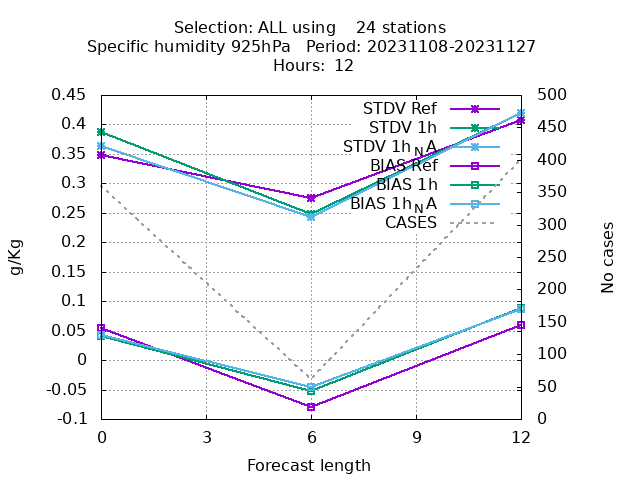 Selection: ALL using    24 stations
Specific humidity 925hPa   Period: 20231108-20231127
Hours:  12
0.45
0.4
0.35
0.3
0.25
0.2
0.15
0.1
0.05
0
-0.05
-0.1
g/Kg
STDV Ref
STDV 1h
STDV 1h_N A
BIAS Ref
BIAS 1h
BIAS 1h_N A
CASES
500
450
400
350
300
250
200
150
100
50
0
No cases
0 3 6 9 12
Forecast length